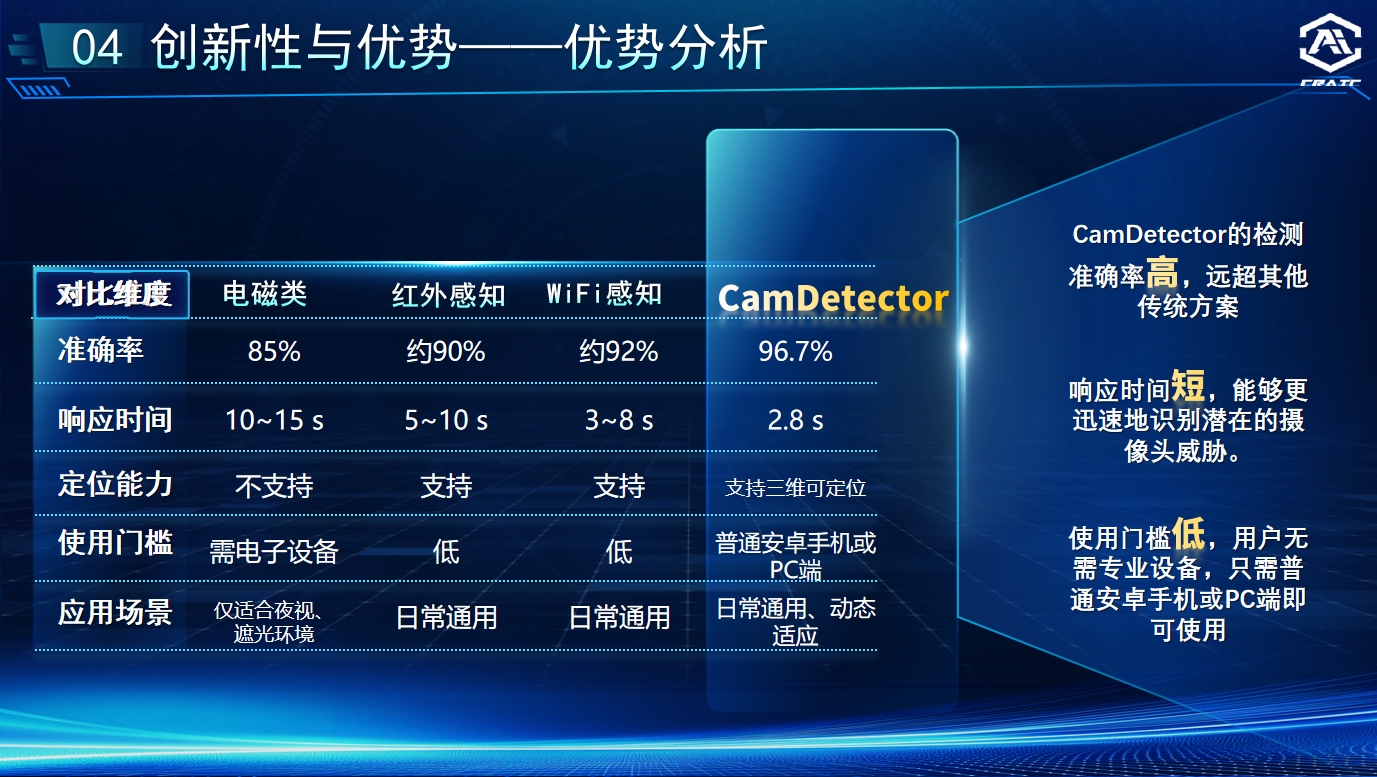 04 创新性与优势——优势分析
CRAIC
对比维度 电磁类 红外感知 WiFi感知 CamDetector
准确率 85% 约90% 约92% 96.7%
响应时间 10~15 s 5~10 s 3~8 s 2.8 s
定位能力 不支持 支持 支持 支持三维可定位
使用门槛 需电子设备 低 低 普通安卓手机或
PC端
应用场景 仅适合夜视、
遮光环境 日常通用 日常通用 日常通用、动态
适应
CamDetector的检测
准确率高，远超其他
传统方案
响应时间短，能够更
迅速地识别潜在的摄
像头威胁。
使用门槛低，用户无
需专业设备，只需普
通安卓手机或PC端即
可使用